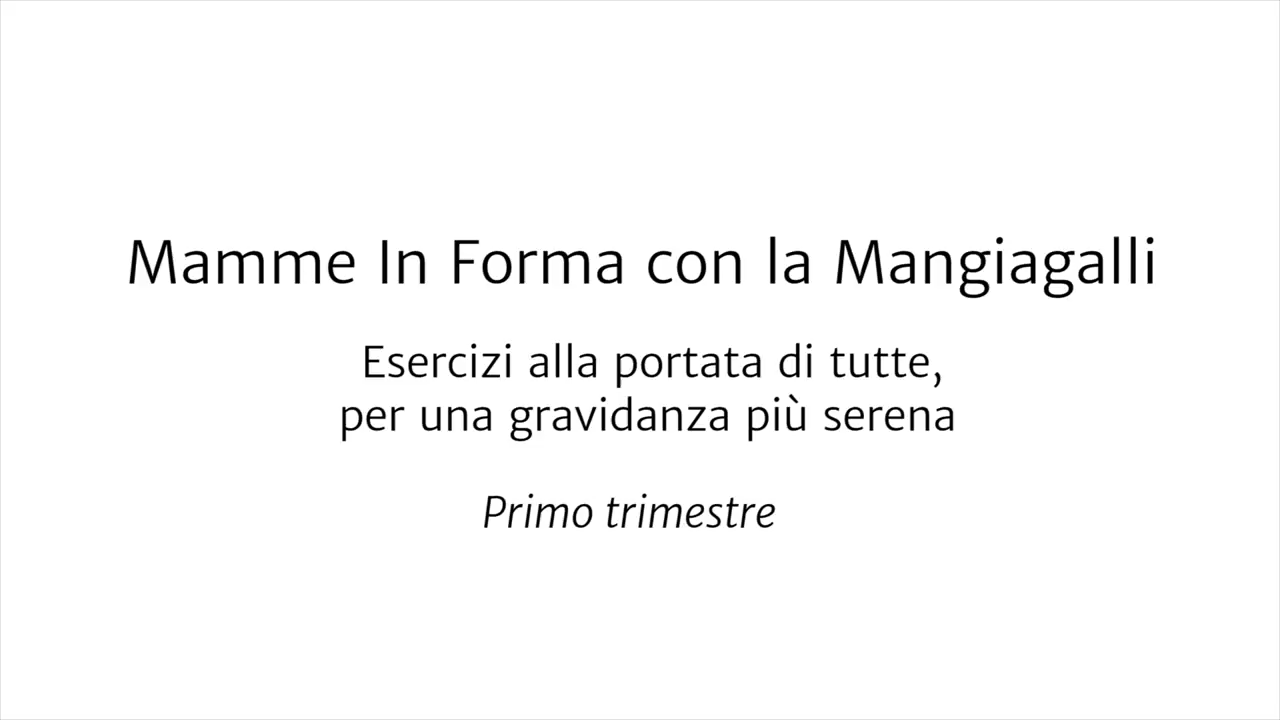 Mamme In Forma con la Mangiagalli
Esercizi alla portata di tutte,
per una gravidanza più serena
Primo trimestre